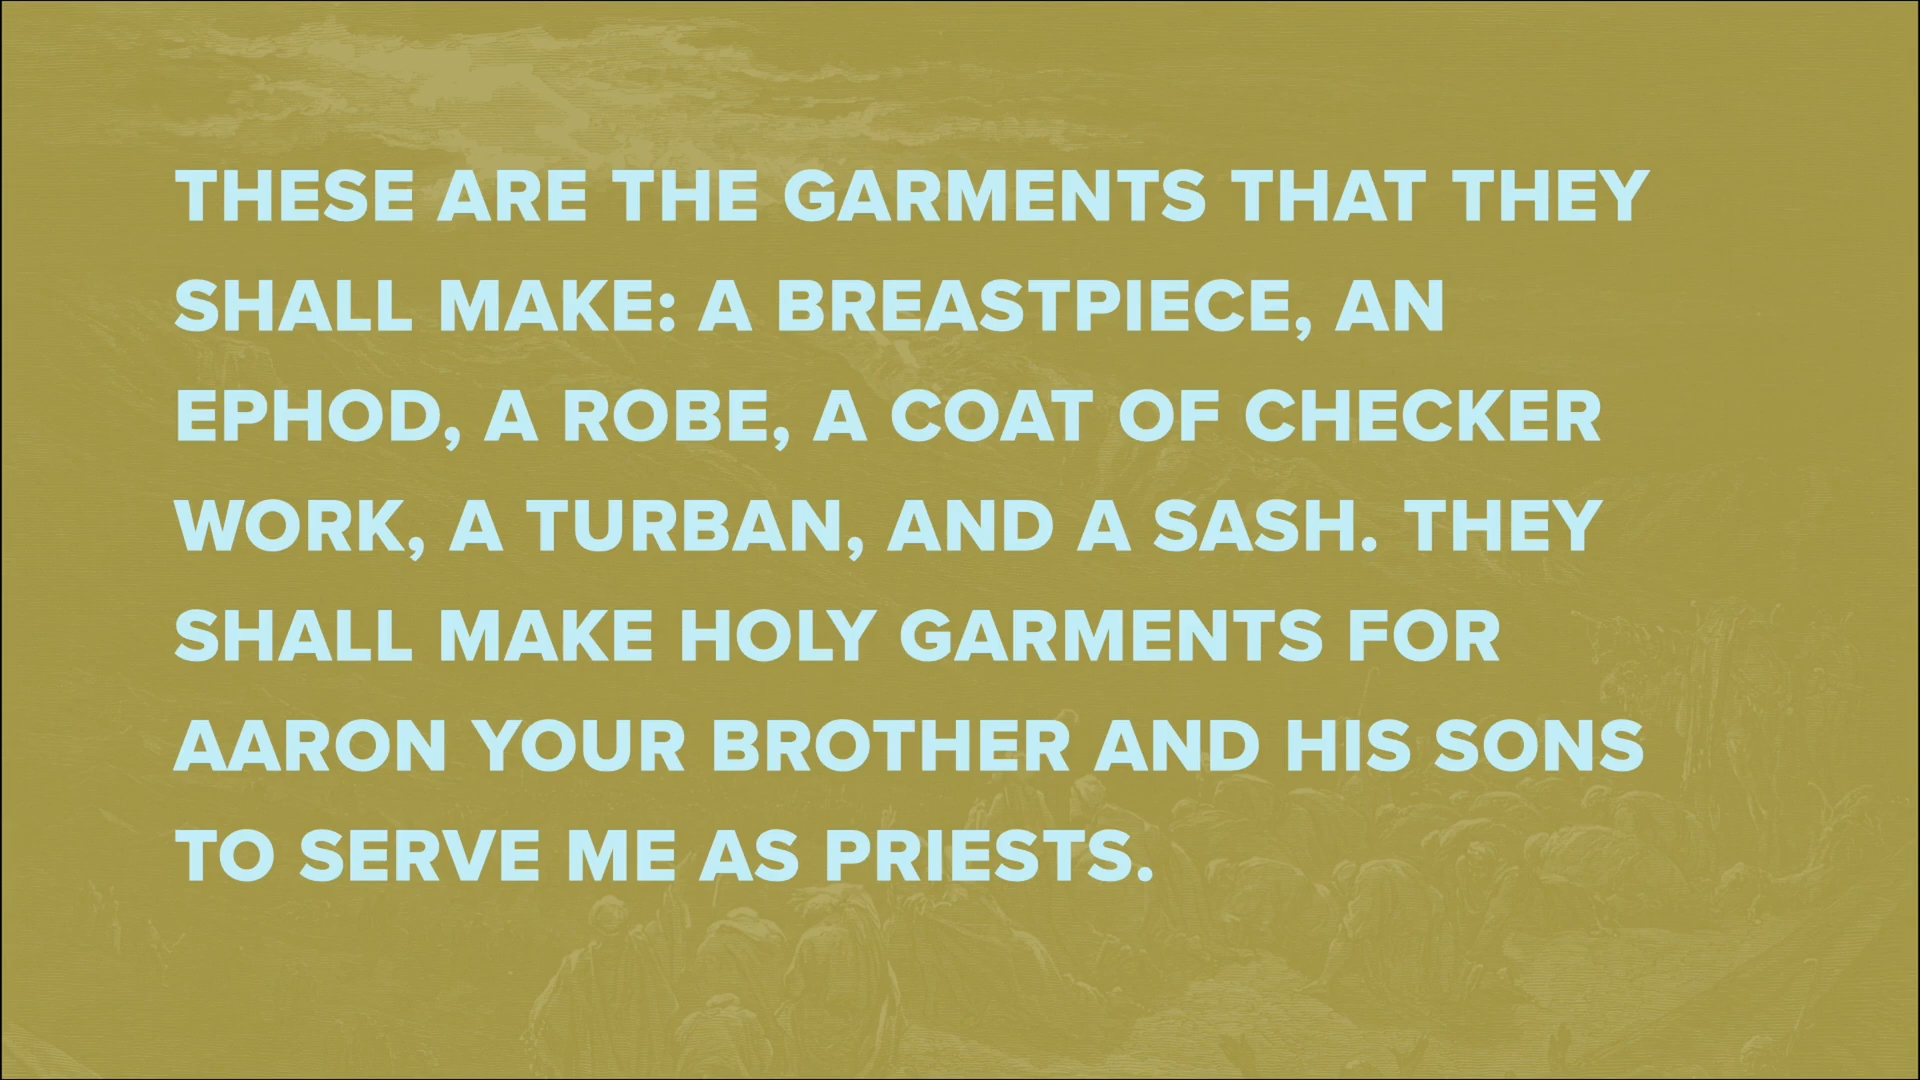 THESE ARE THE GARMENTS THAT THEY
SHALL MAKE: A BREASTPIECE, AN
EPHOD, A ROBE, A COAT OF CHECKER
WORK, A TURBAN, AND A SASH. THEY
SHALL MAKE HOLY GARMENTS FOR
AARON YOUR BROTHER AND HIS SONS
TO SERVE ME AS PRIESTS.